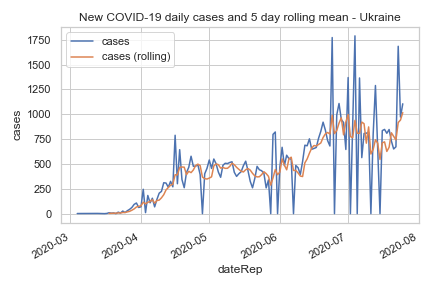 New COVID-19 daily cases and 5 day rolling mean - Ukraine
cases
cases (rolling)
1750
1500
1250
1000
750
500
250
0
cases
2020-03
2020-04
2020-05
2020-06
2020-07
2020-08
dateRep